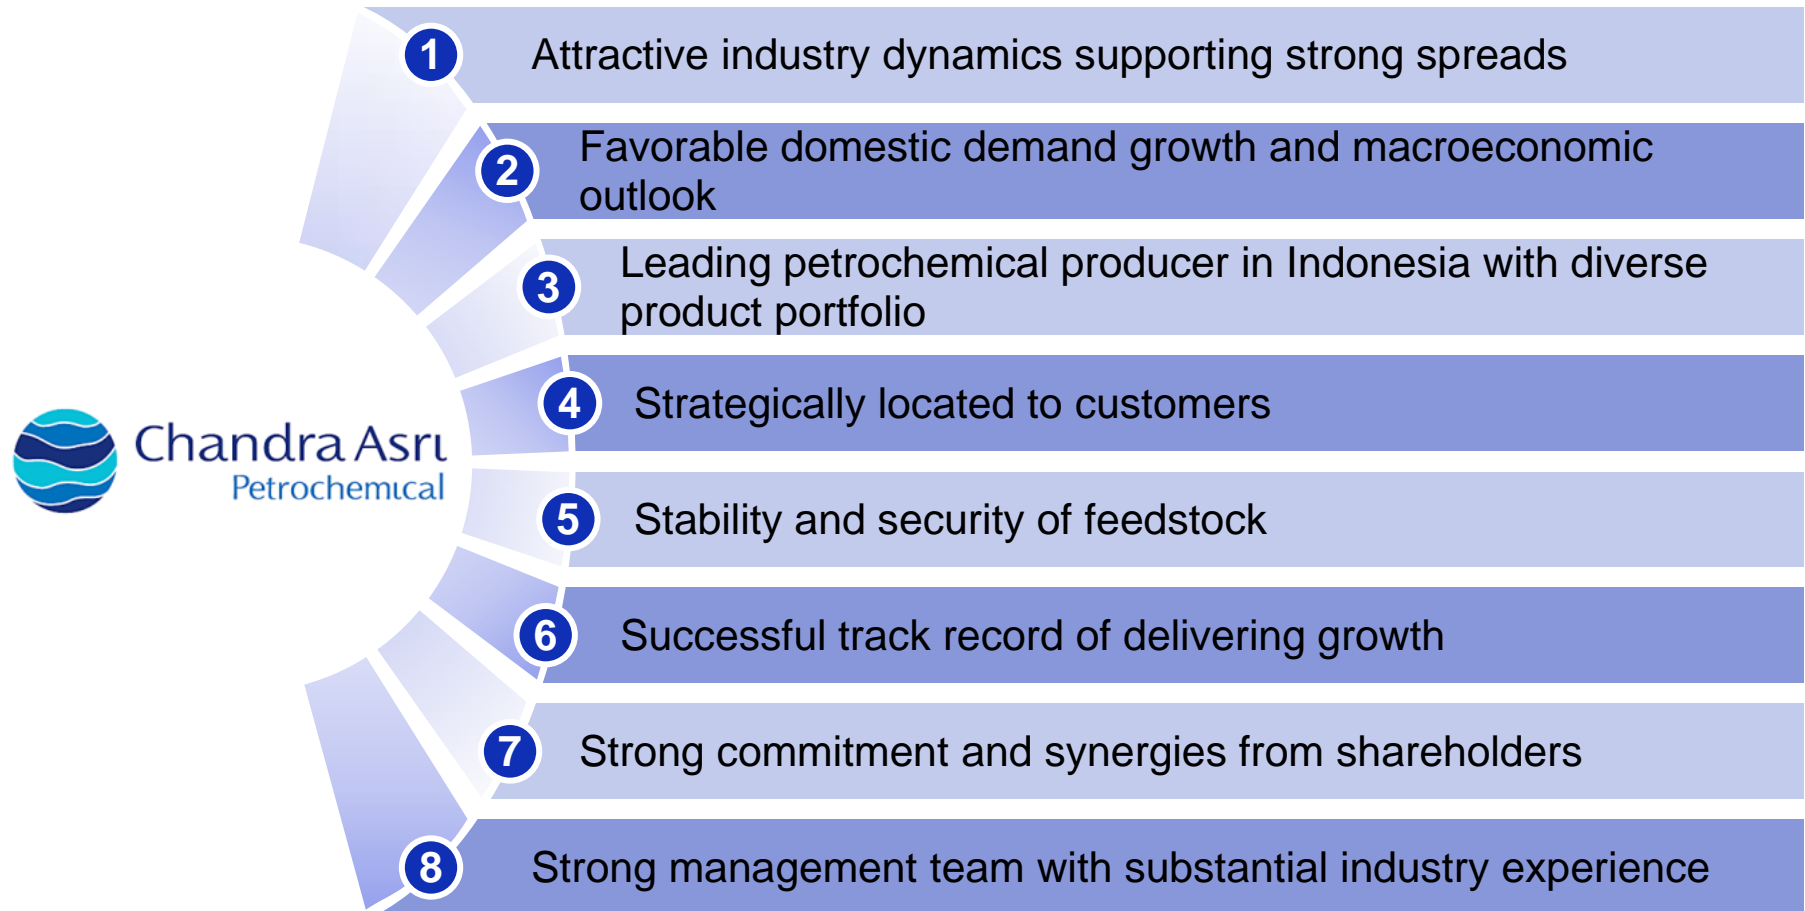 1
Attractive industry dynamics supporting strong spreads
2
Favorable domestic demand growth and macroeconomic
outlook
3
Leading petrochemical producer in Indonesia with diverse
product portfolio
4
Strategically located to customers
Chandra Asri
Petrochemical
5
Stability and security of feedstock
6
Successful track record of delivering growth
7
Strong commitment and synergies from shareholders
8
Strong management team with substantial industry experience